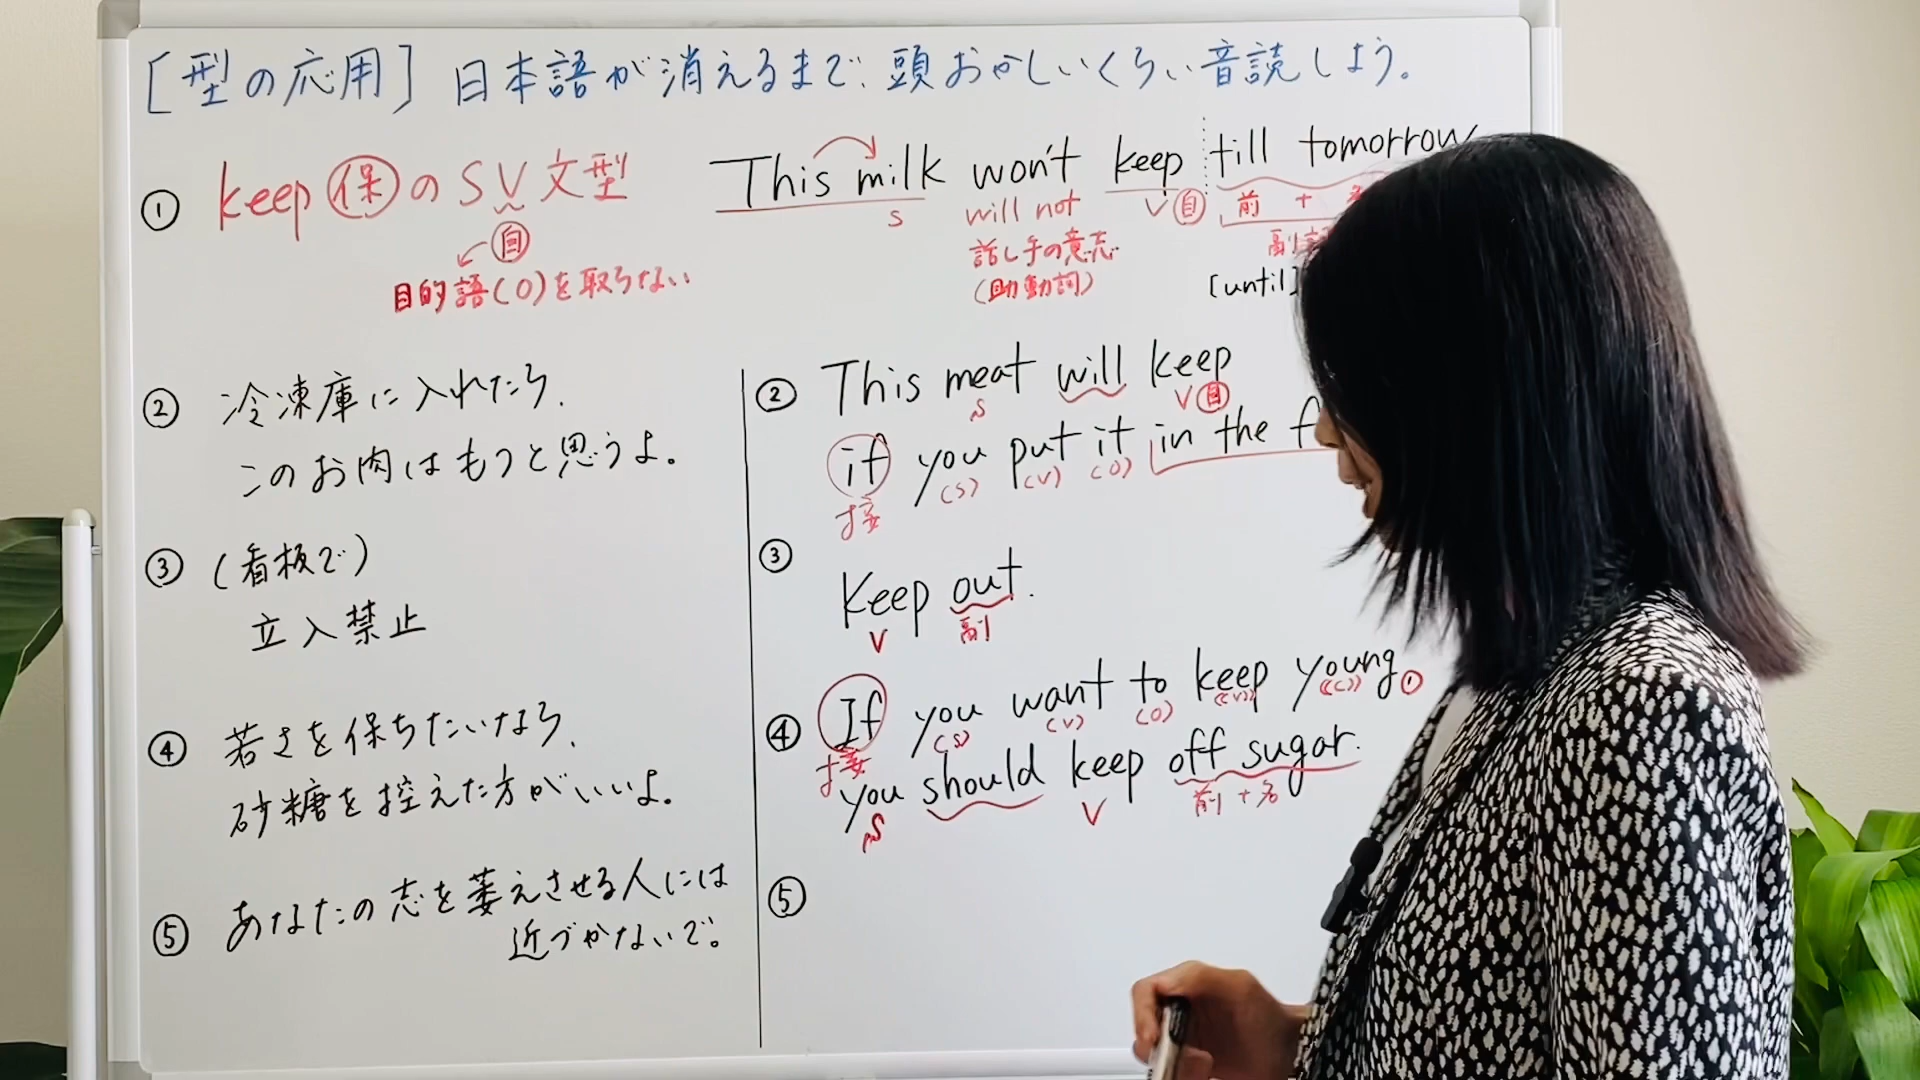 [型の応用] 日本語が消えるまで、頭おかしいくらい音読しよう。
① keep 保 の SV文型
自
目的語(O)を取らない
This milk won't keep till tomorrow
S
will not
V 自
前 +
話し手の意志
(助動詞)
[until]
② 冷凍庫に入れたら、
このお肉はもつと思うよ。
③ (看板で)
立入禁止
④ 若さを保ちたいなら、
砂糖を控えた方がいいよ。
⑤ あなたの志を萎えさせる人には
近づかないで。
② This meat will keep
S V 自
if you put it in the
接 (S) (V) (O)
③
Keep out.
V 副
④ If you want to keep young,
接 (S) (V) (O) ((V)) ((C))
you should keep off sugar.
S V 前+名
⑤